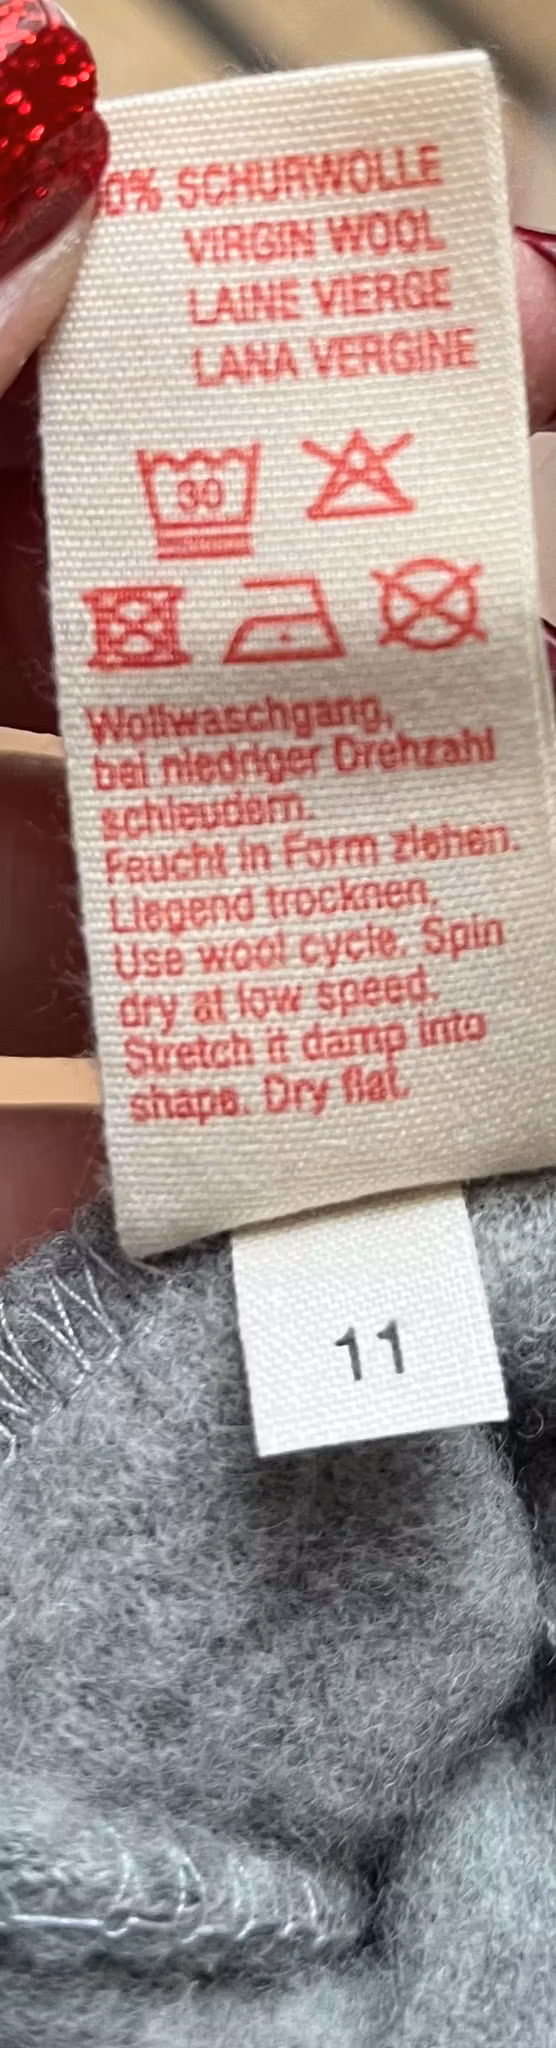 0% SCHURWOLLE
VIRGIN WOOL
LAINE VIERGE
LANA VERGINE
30
Wollwaschgang,
bei niedriger Drehzahl
schleudern.
Feucht in Form ziehen.
Liegend trocknen.
Use wool cycle. Spin
dry at low speed.
Stretch it damp into
shape. Dry flat.
11